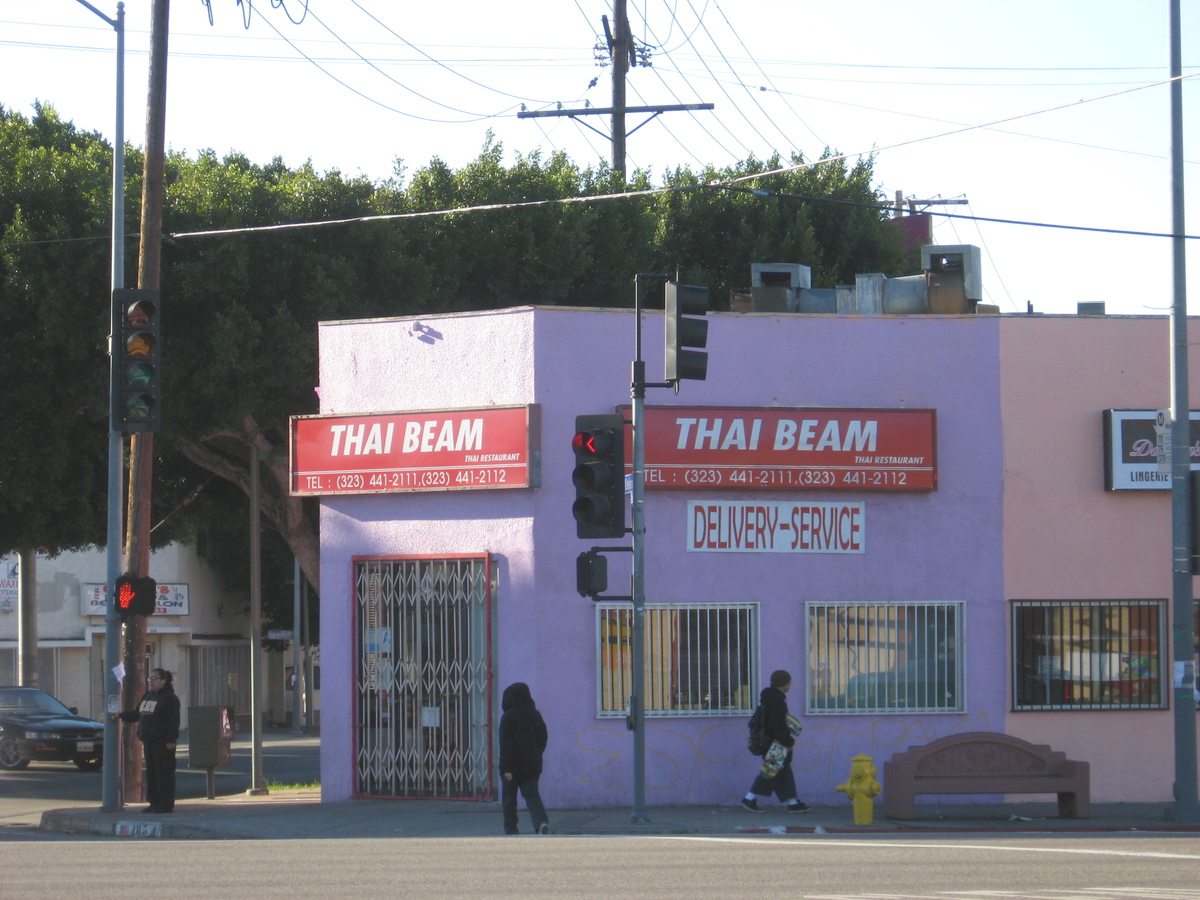 THAI BEAM
THAI RESTAURANT
TEL : (323) 441-2111,(323) 441-2112
THAI BEAM
THAI RESTAURANT
TEL : (323) 441-2111,(323) 441-2112
DELIVERY-SERVICE
LINGERIE
WAX